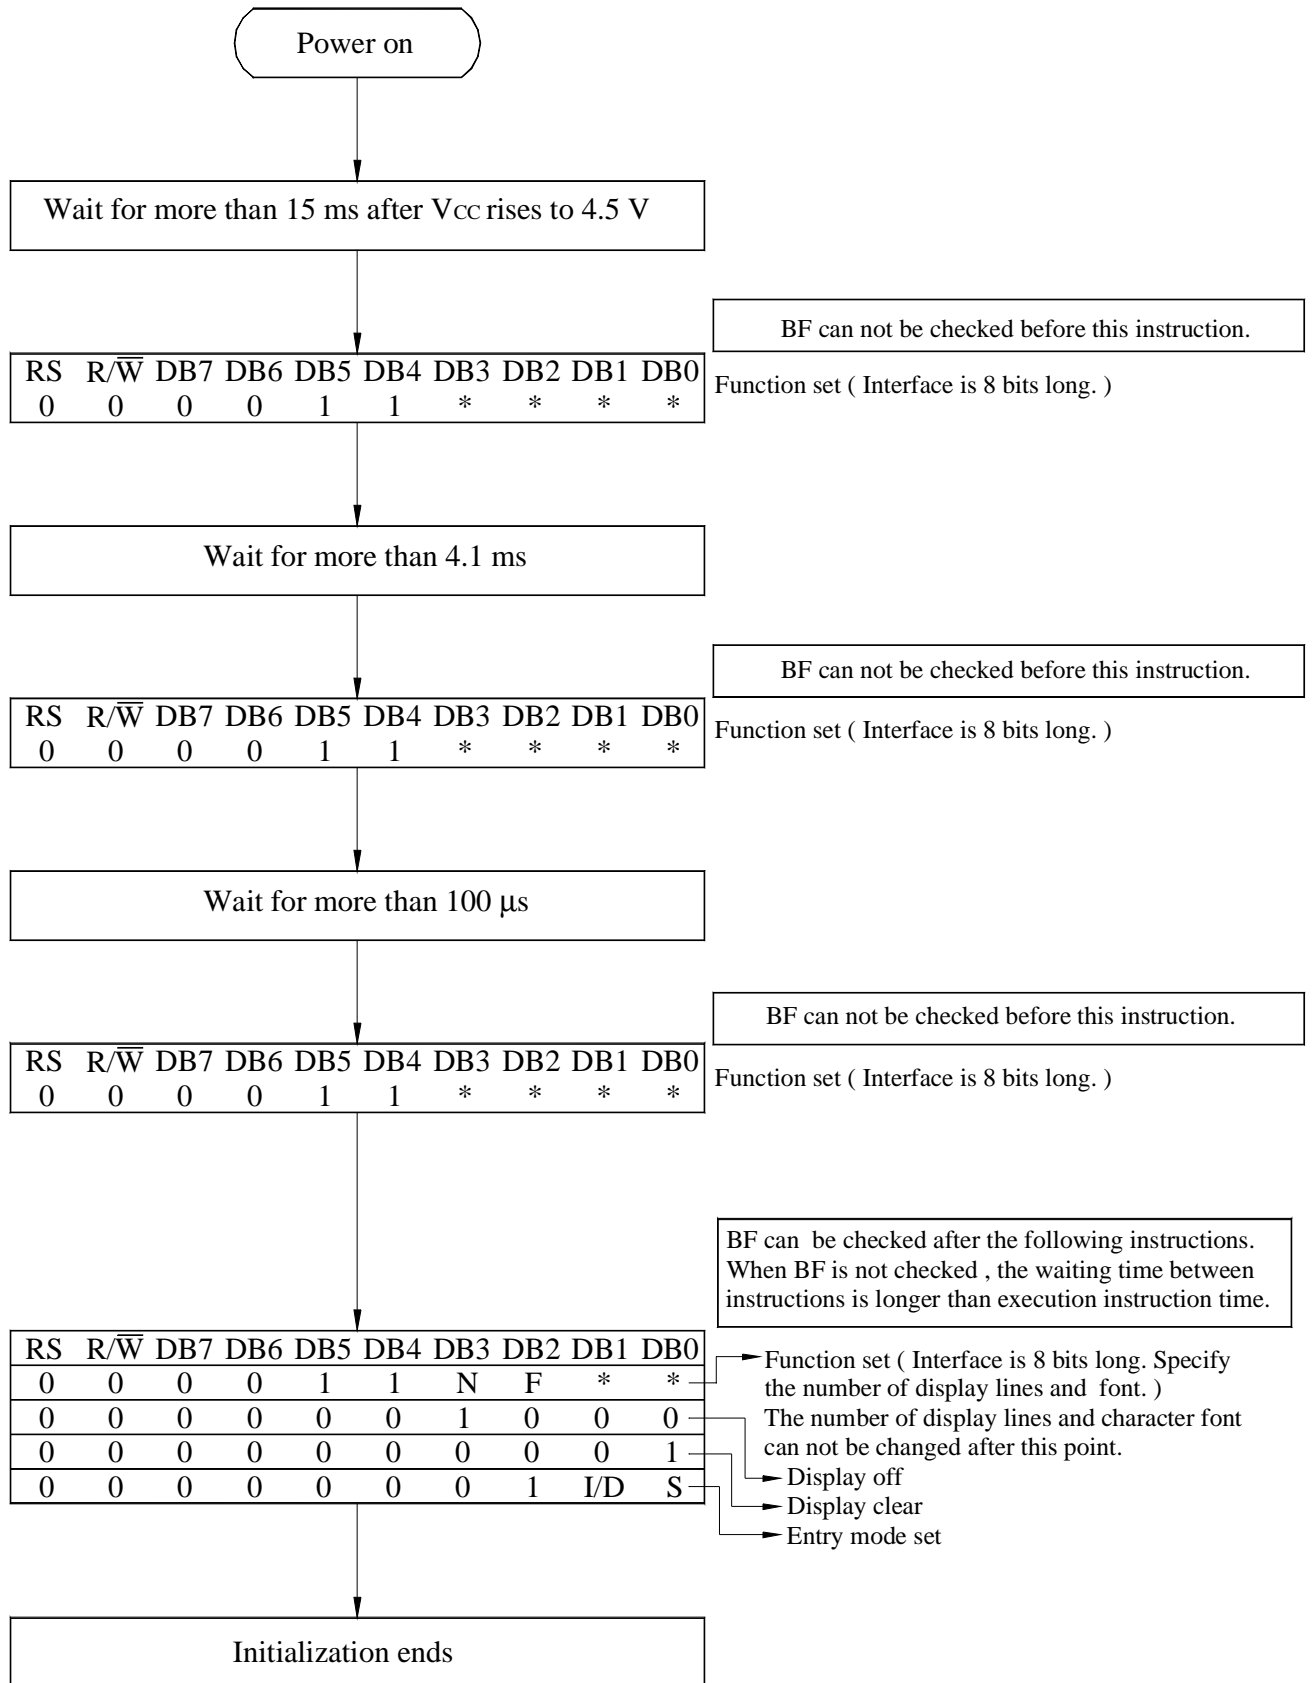 Power on
Wait for more than 15 ms after VCC rises to 4.5 V
BF can not be checked before this instruction.
RS R/W̅ DB7 DB6 DB5 DB4 DB3 DB2 DB1 DB0
0 0 0 0 1 1 * * * *
Function set ( Interface is 8 bits long. )
Wait for more than 4.1 ms
BF can not be checked before this instruction.
RS R/W̅ DB7 DB6 DB5 DB4 DB3 DB2 DB1 DB0
0 0 0 0 1 1 * * * *
Function set ( Interface is 8 bits long. )
Wait for more than 100 μs
BF can not be checked before this instruction.
RS R/W̅ DB7 DB6 DB5 DB4 DB3 DB2 DB1 DB0
0 0 0 0 1 1 * * * *
Function set ( Interface is 8 bits long. )
BF can be checked after the following instructions.
When BF is not checked , the waiting time between
instructions is longer than execution instruction time.
RS R/W̅ DB7 DB6 DB5 DB4 DB3 DB2 DB1 DB0
0 0 0 0 1 1 N F * *
0 0 0 0 0 0 1 0 0 0
0 0 0 0 0 0 0 0 0 1
0 0 0 0 0 0 0 1 I/D S
Function set ( Interface is 8 bits long. Specify
the number of display lines and font. )
The number of display lines and character font
can not be changed after this point.
Display off
Display clear
Entry mode set
Initialization ends